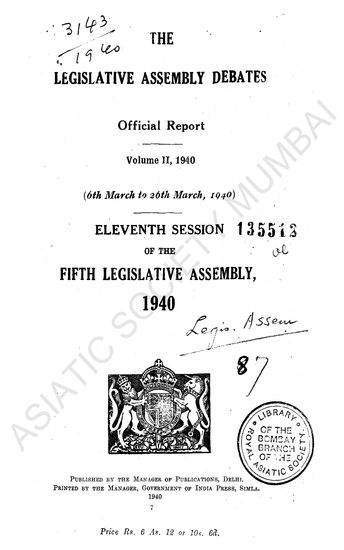 3143
1940
THE
LEGISLATIVE ASSEMBLY DEBATES
Official Report
Volume II, 1940
(6th March to 26th March, 1940)
ELEVENTH SESSION 135513
OF THE
FIFTH LEGISLATIVE ASSEMBLY,
1940
Legis. Assem
87
LIBRARY
OF THE
BOMBAY
BRANCH
OF THE
ROYAL ASIATIC SOCIETY
PUBLISHED BY THE MANAGER OF PUBLICATIONS, DELHI.
PRINTED BY THE MANAGER, GOVERNMENT OF INDIA PRESS, SIMLA.
1940
7
Price Rs. 6 As. 12 or 10s. 6d.
ASIATIC SOCIETY MUMBAI